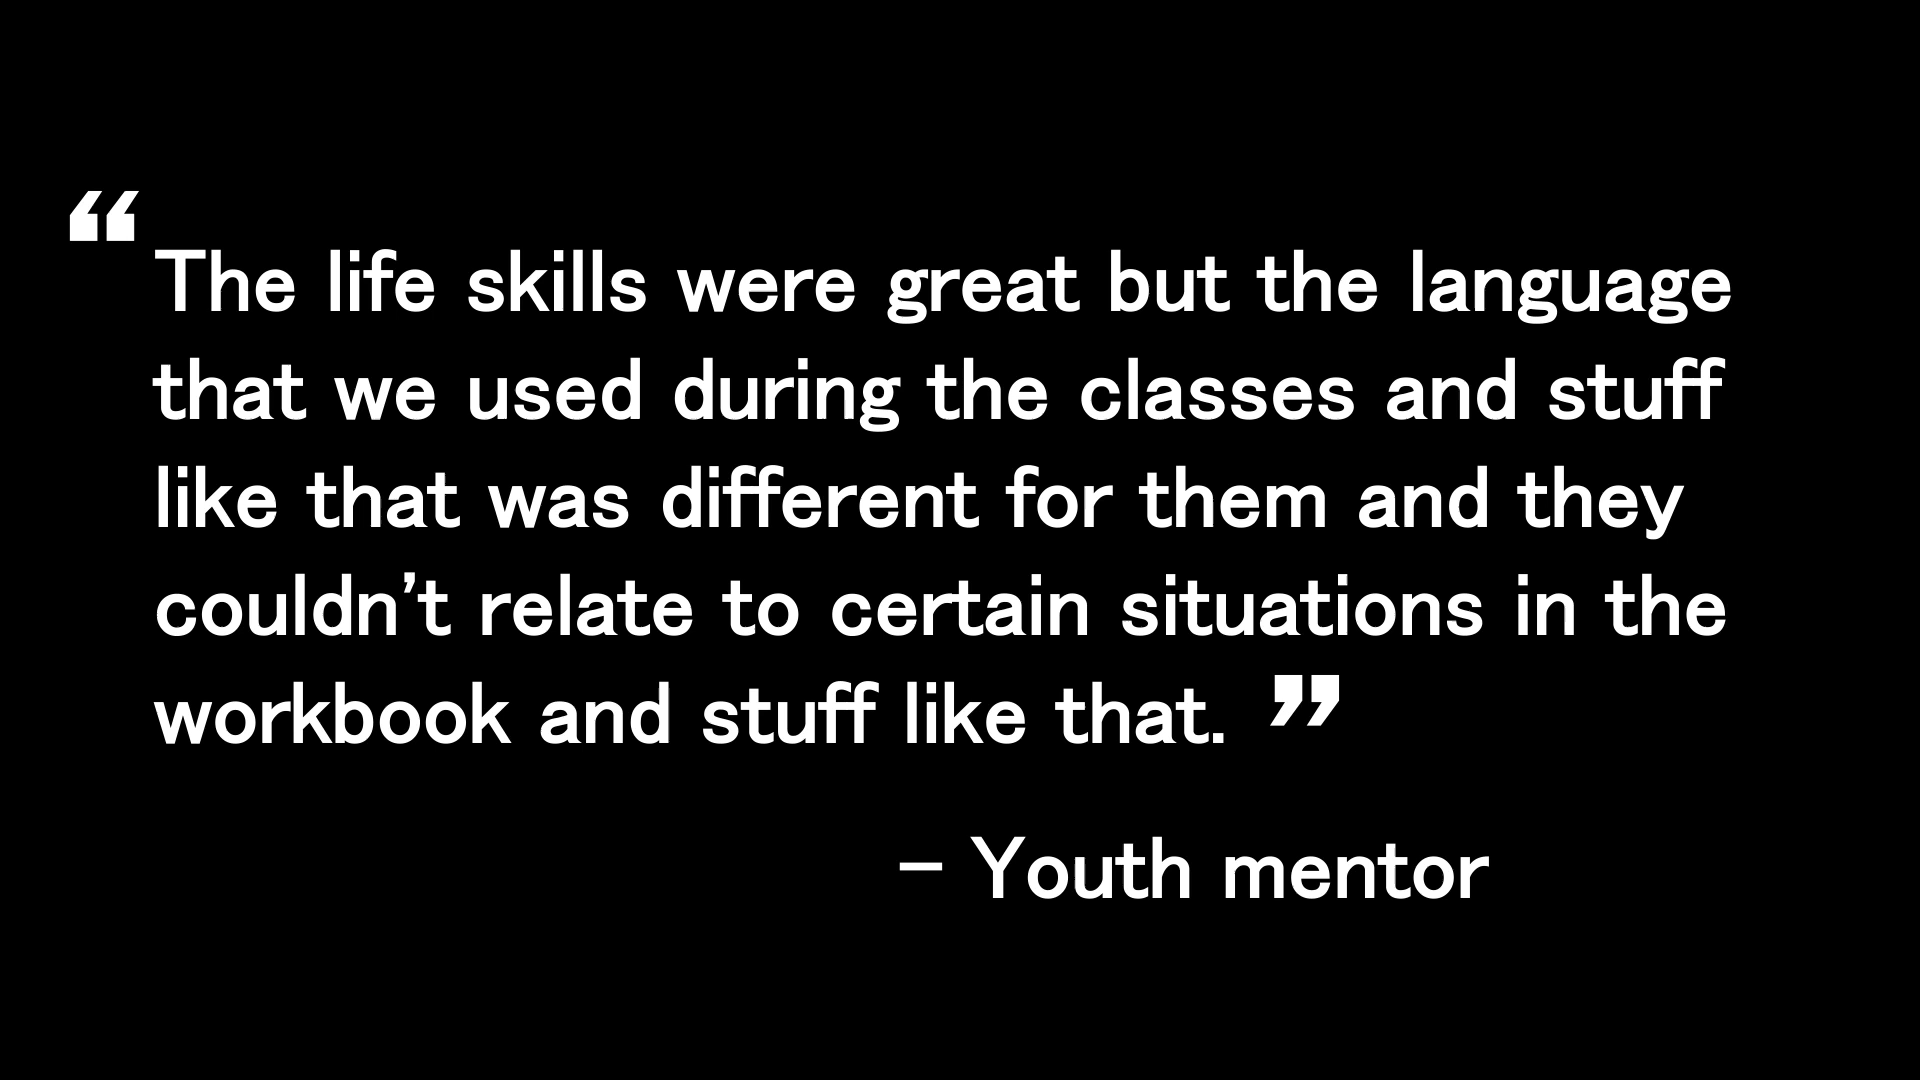 “The life skills were great but the language
that we used during the classes and stuff
like that was different for them and they
couldn’t relate to certain situations in the
workbook and stuff like that. ”
– Youth mentor